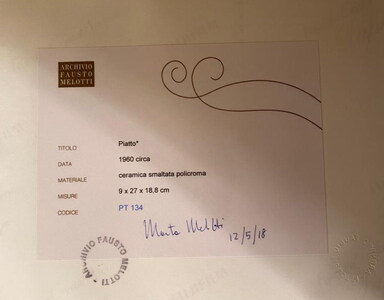 ARCHIVIO
FAUSTO
MELOTTI
TITOLO Piatto*
DATA 1960 circa
MATERIALE ceramica smaltata policroma
MISURE 9 x 27 x 18,8 cm
CODICE PT 134
Marta Melotti 12/5/18
ARCHIVIO FAUSTO MELOTTI